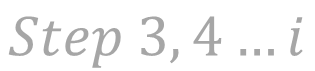 Step 3, 4 … i